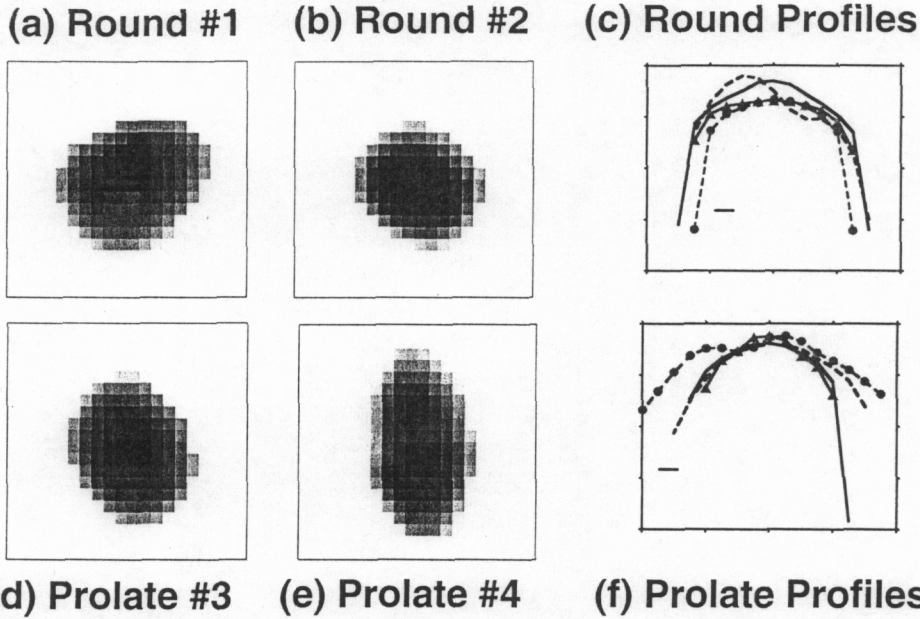 (a) Round #1
(b) Round #2
(c) Round Profiles
d) Prolate #3
(e) Prolate #4
(f) Prolate Profiles